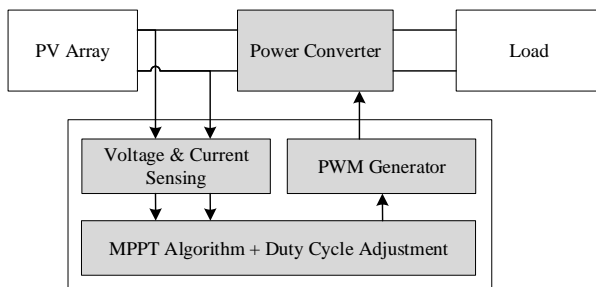 PV Array
Power Converter
Load
Voltage & Current
Sensing
PWM Generator
MPPT Algorithm + Duty Cycle Adjustment